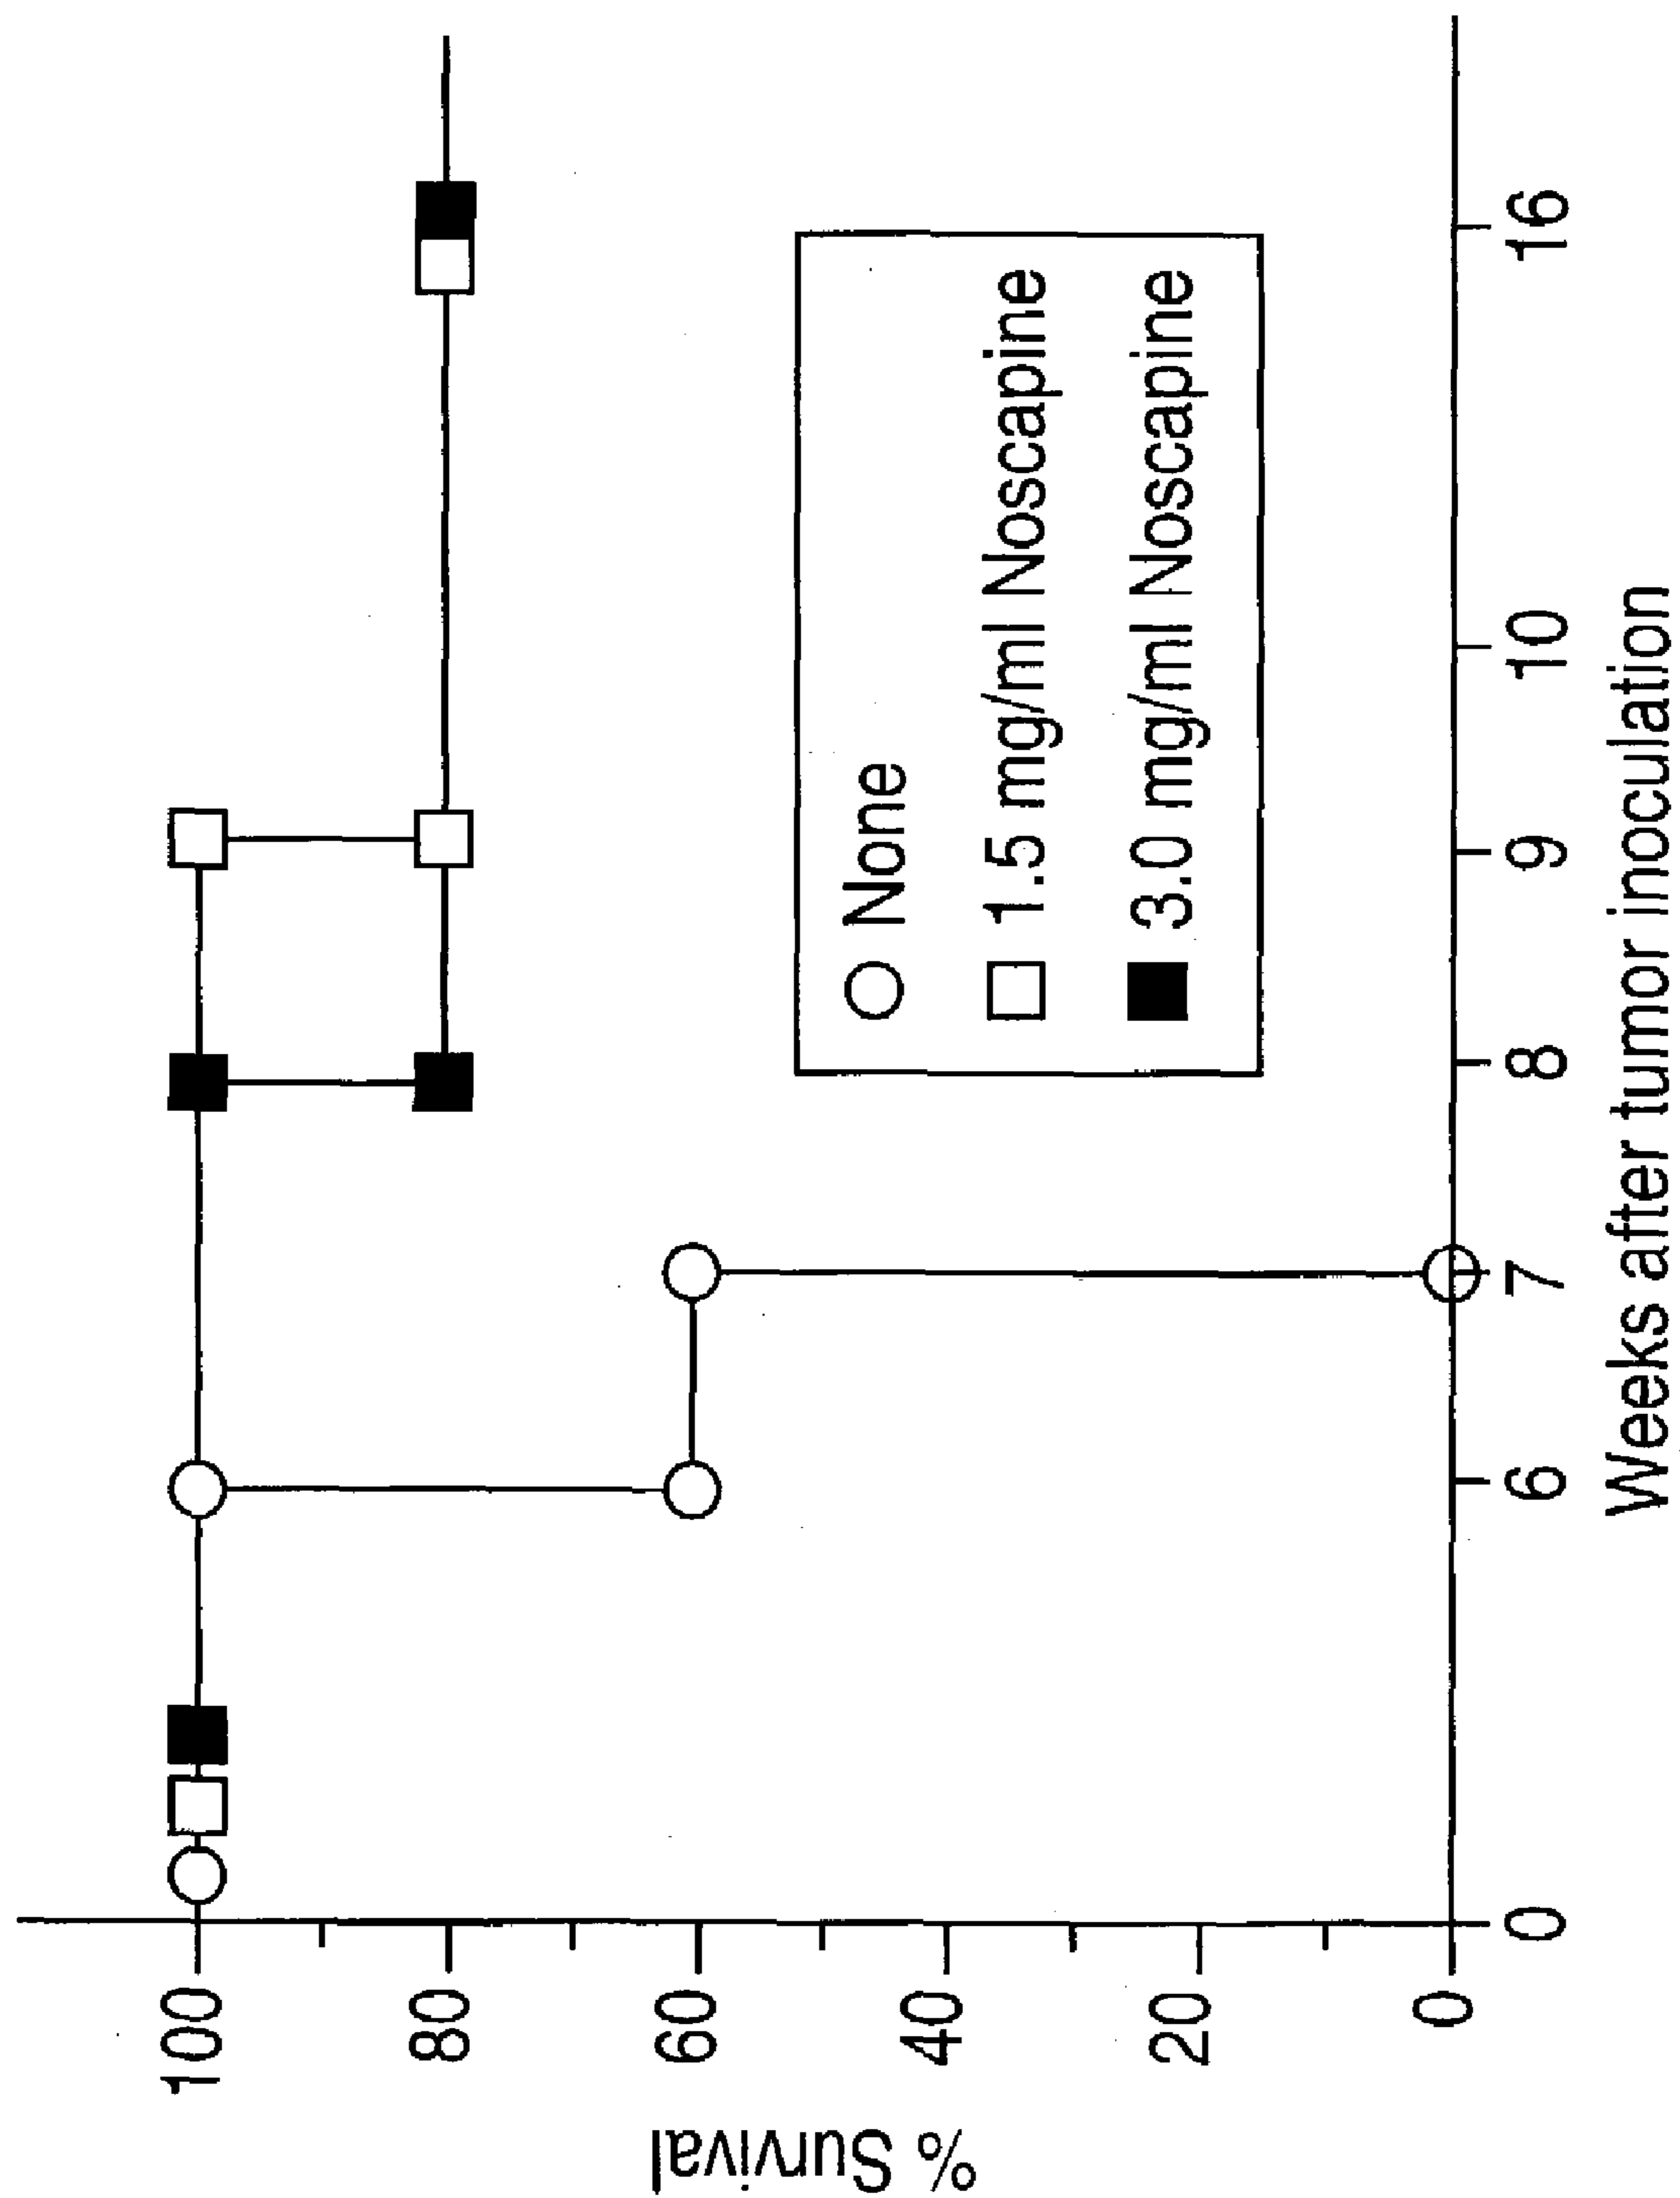 % Survival
100
80
60
40
20
0
None
1.5 mg/ml Noscapine
3.0 mg/ml Noscapine
0
6
7
8
9
10
16
Weeks after tumor inoculation